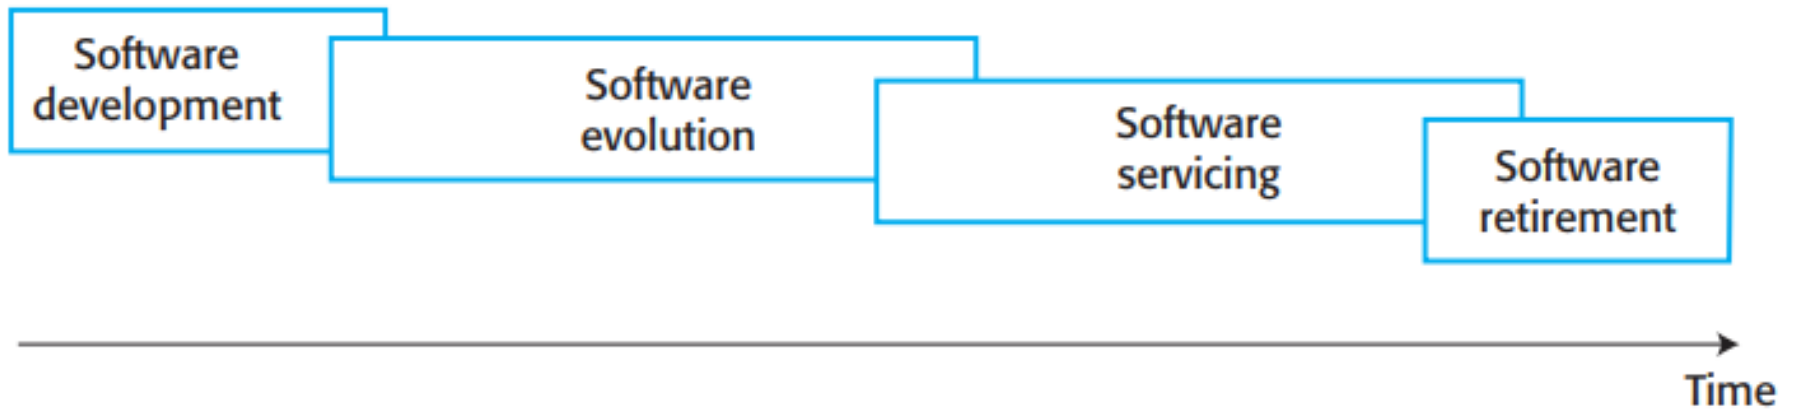 Software
development
Software
evolution
Software
servicing
Software
retirement
Time